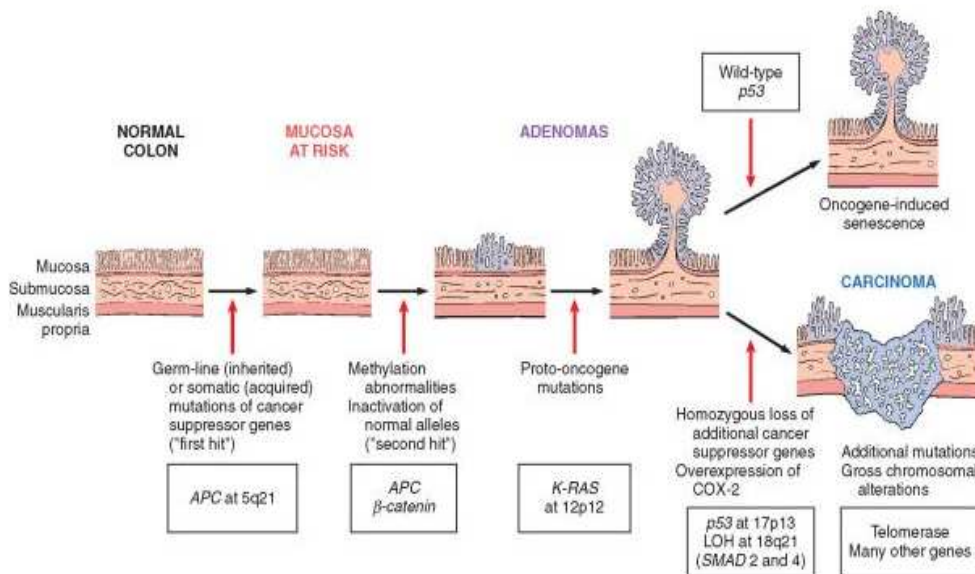 NORMAL
COLON
MUCOSA
AT RISK
ADENOMAS
Wild-type
p53
Oncogene-induced
senescence
Mucosa
Submucosa
Muscularis
propria
CARCINOMA
Germ-line (inherited)
or somatic (acquired)
mutations of cancer
suppressor genes
("first hit")
APC at 5q21
Methylation
abnormalities
Inactivation of
normal alleles
("second hit")
APC
β-catenin
Proto-oncogene
mutations
K-RAS
at 12p12
Homozygous loss of
additional cancer
suppressor genes
Overexpression of
COX-2
p53 at 17p13
LOH at 18q21
(SMAD 2 and 4)
Additional mutations
Gross chromosomal
alterations
Telomerase
Many other genes